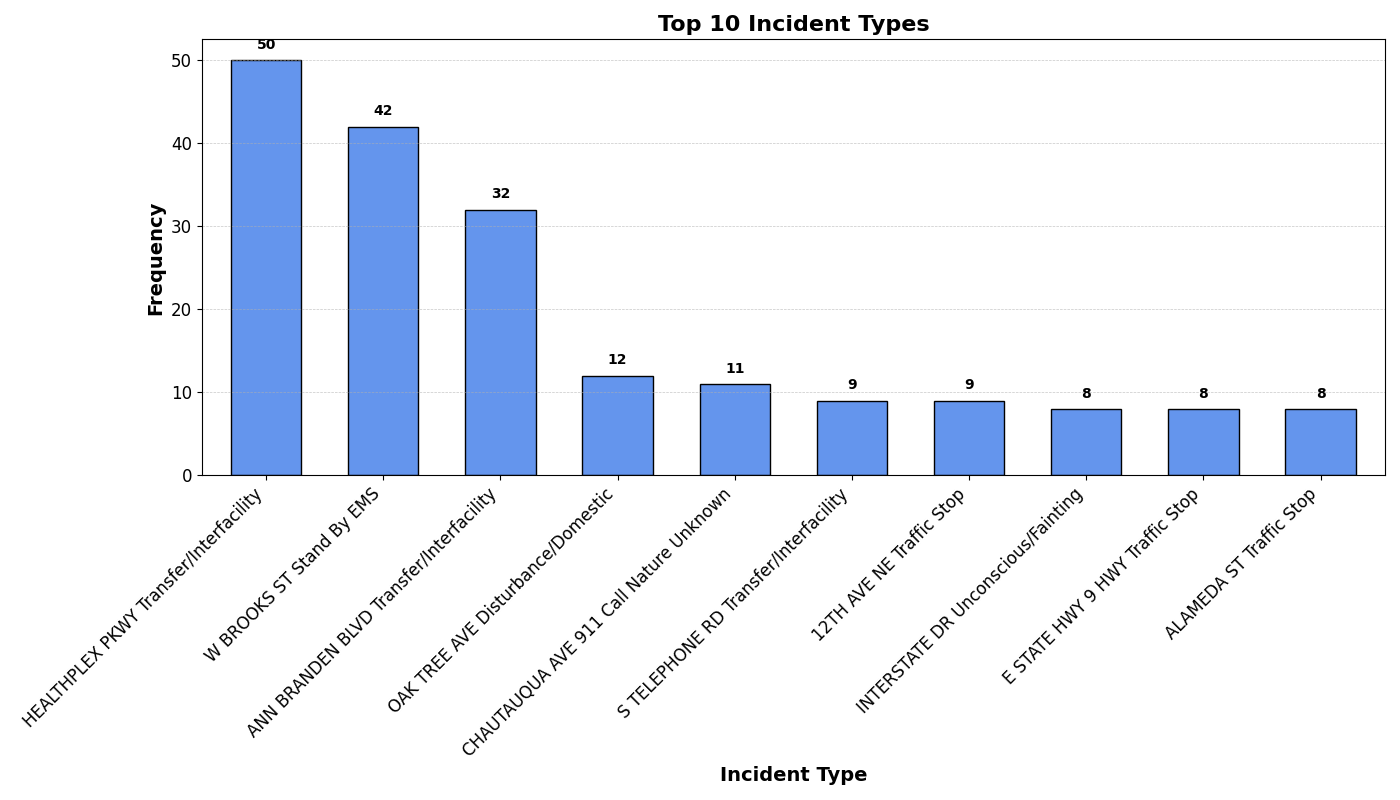 Top 10 Incident Types
Frequency
50
40
30
20
10
0
50
42
32
12
11
9
9
8
8
8
HEALTHPLEX PKWY Transfer/Interfacility
W BROOKS ST Stand By EMS
ANN BRANDEN BLVD Transfer/Interfacility
OAK TREE AVE Disturbance/Domestic
CHAUTAUQUA AVE 911 Call Nature Unknown
S TELEPHONE RD Transfer/Interfacility
12TH AVE NE Traffic Stop
INTERSTATE DR Unconscious/Fainting
E STATE HWY 9 HWY Traffic Stop
ALAMEDA ST Traffic Stop
Incident Type